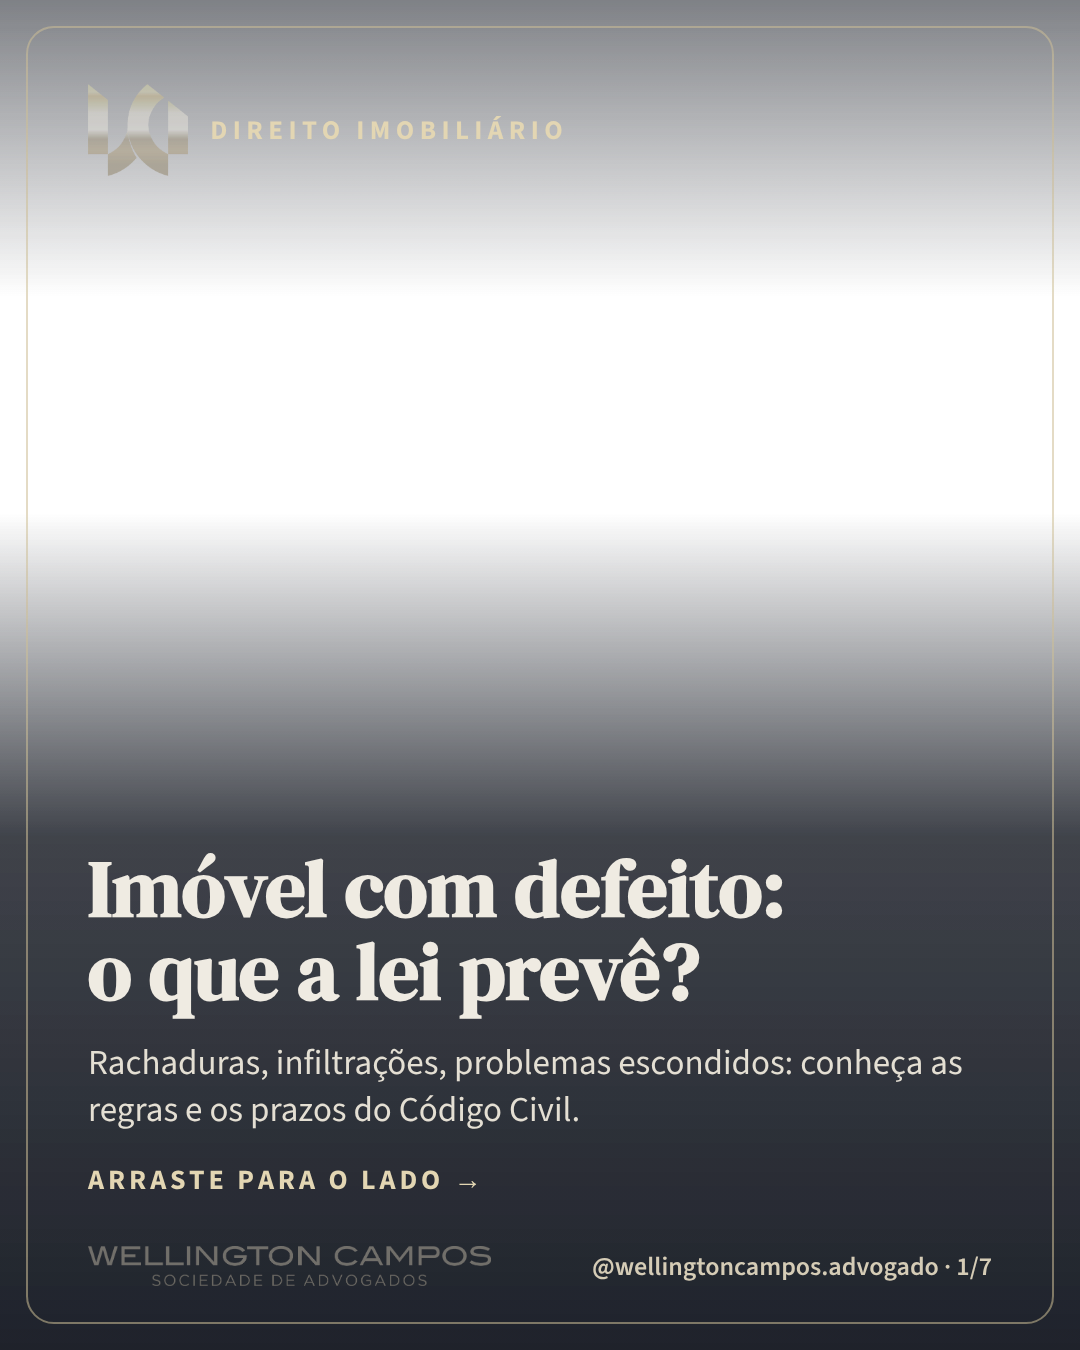 DIREITO IMOBILIÁRIO
Imóvel com defeito:
o que a lei prevê?
Rachaduras, infiltrações, problemas escondidos: conheça as
regras e os prazos do Código Civil.
ARRASTE PARA O LADO →
WELLINGTON CAMPOS
SOCIEDADE DE ADVOGADOS
@wellingtoncampos.advogado · 1/7